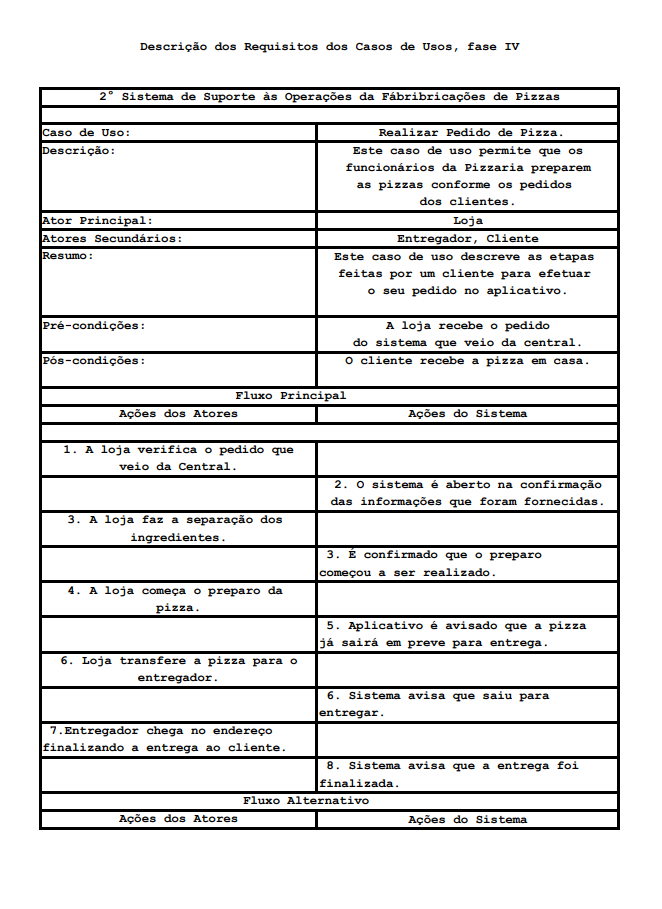 Descrição dos Requisitos dos Casos de Usos, fase IV
2° Sistema de Suporte às Operações da Fábribricações de Pizzas
Caso de Uso:
Realizar Pedido de Pizza.
Descrição:
Este caso de uso permite que os
funcionários da Pizzaria preparem
as pizzas conforme os pedidos
dos clientes.
Ator Principal:
Loja
Atores Secundários:
Entregador, Cliente
Resumo:
Este caso de uso descreve as etapas
feitas por um cliente para efetuar
o seu pedido no aplicativo.
Pré-condições:
A loja recebe o pedido
do sistema que veio da central.
Pós-condições:
O cliente recebe a pizza em casa.
Fluxo Principal
Ações dos Atores
Ações do Sistema
1. A loja verifica o pedido que
veio da Central.
2. O sistema é aberto na confirmação
das informações que foram fornecidas.
3. A loja faz a separação dos
ingredientes.
3. É confirmado que o preparo
começou a ser realizado.
4. A loja começa o preparo da
pizza.
5. Aplicativo é avisado que a pizza
já sairá em preve para entrega.
6. Loja transfere a pizza para o
entregador.
6. Sistema avisa que saiu para
entregar.
7.Entregador chega no endereço
finalizando a entrega ao cliente.
8. Sistema avisa que a entrega foi
finalizada.
Fluxo Alternativo
Ações dos Atores
Ações do Sistema